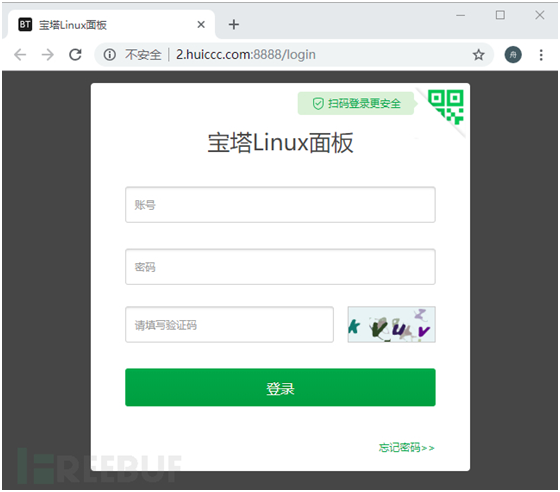 BT 宝塔Linux面板
不安全 | 2.huiccc.com:8888/login 舟
扫码登录更安全
宝塔Linux面板
账号
密码
请填写验证码
登录
忘记密码>>
FREEBUF